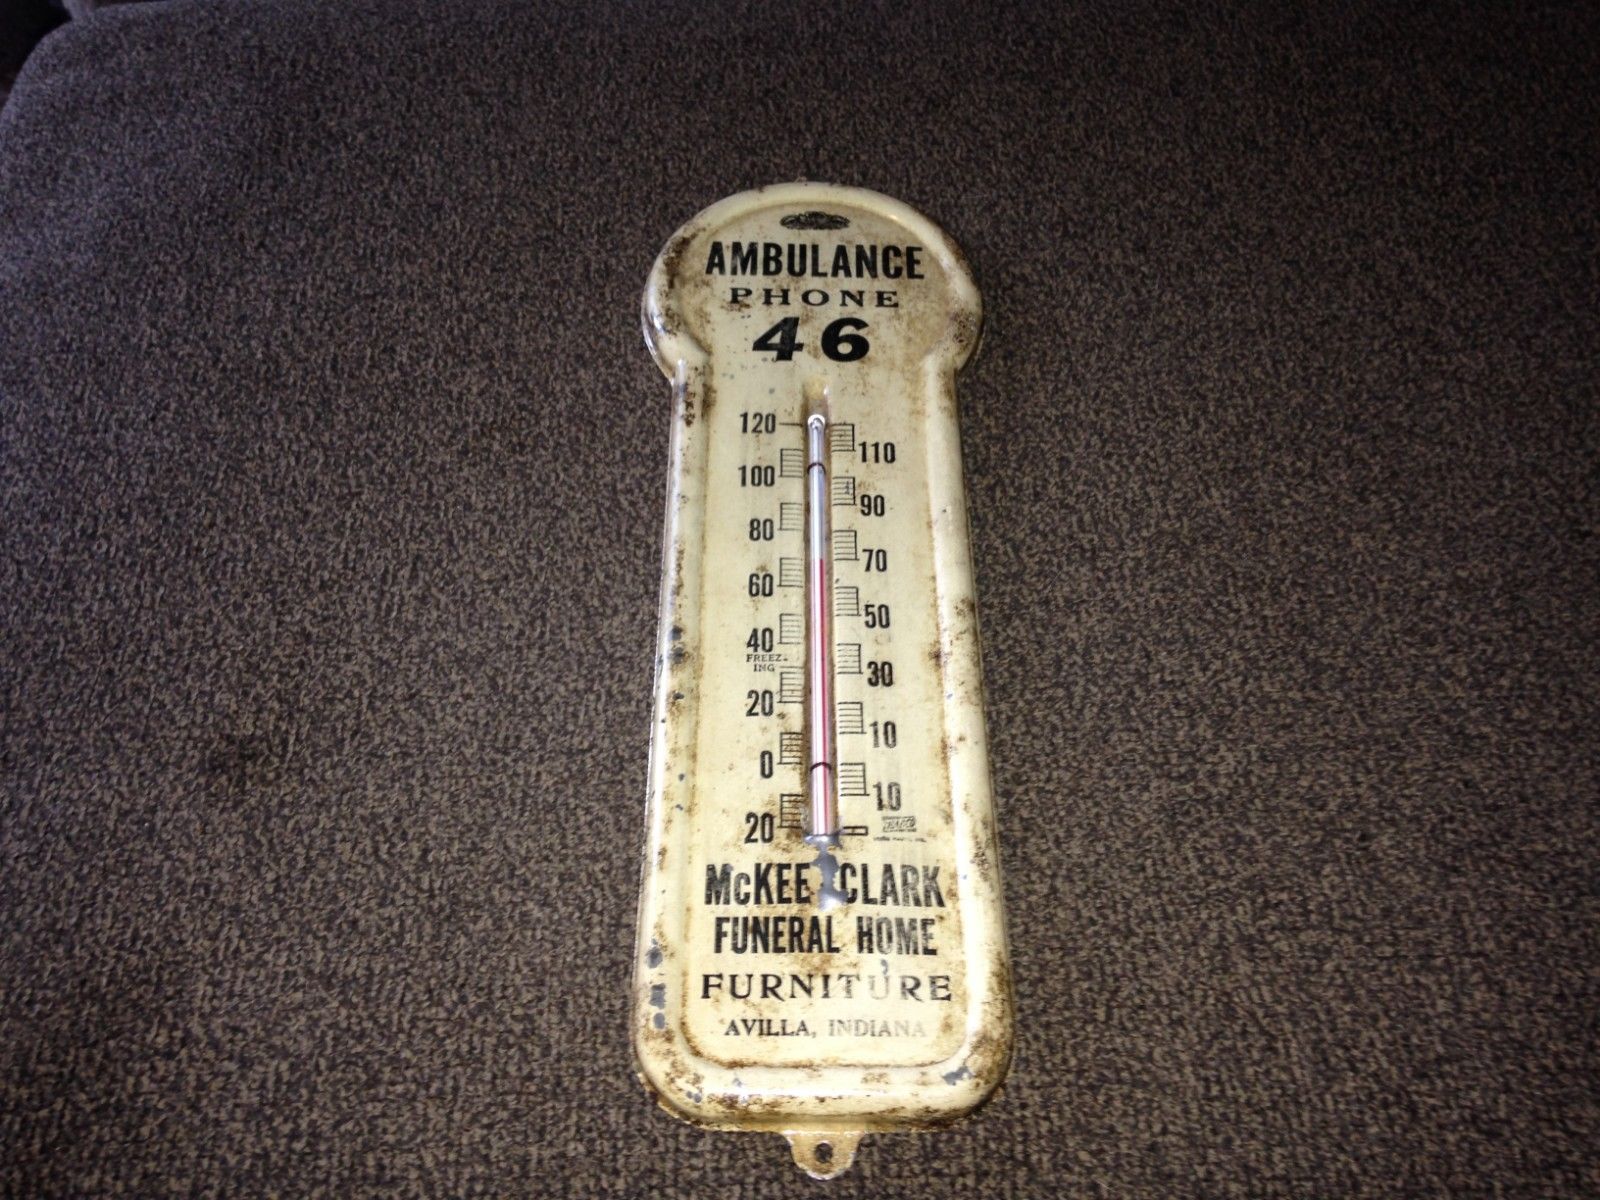 AMBULANCE
PHONE
46
120
110
100
90
80
70
60
50
40
FREEZ-
ING
30
20
10
0
10
20
McKEE CLARK
FUNERAL HOME
FURNITURE
AVILLA, INDIANA